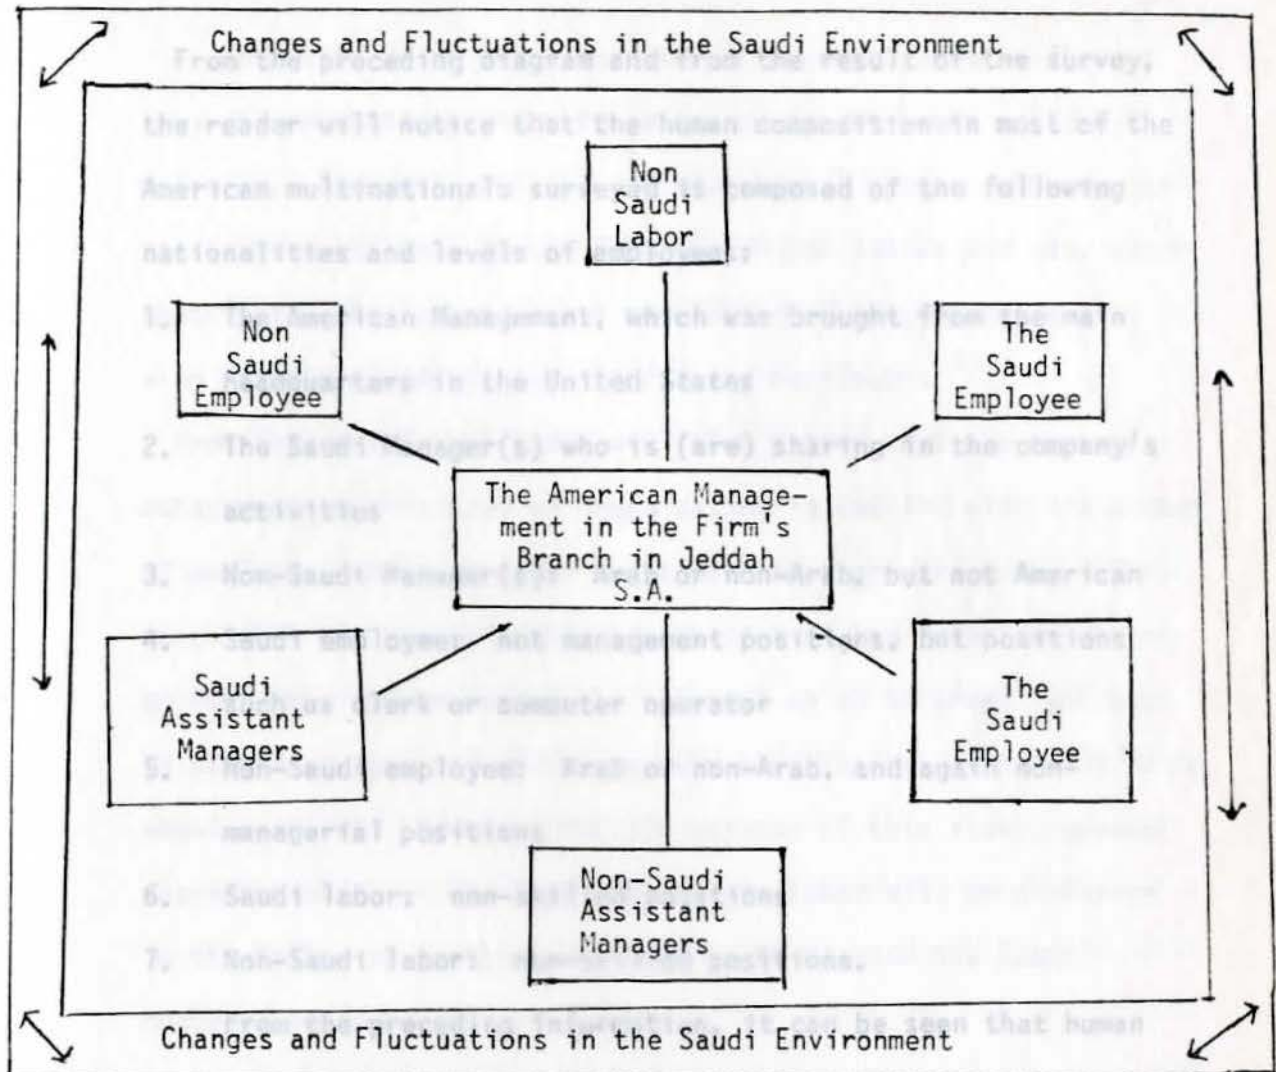 Changes and Fluctuations in the Saudi Environment
Non
Saudi
Labor
Non
Saudi
Employee
The
Saudi
Employee
The American Manage-
ment in the Firm's
Branch in Jeddah
S.A.
Saudi
Assistant
Managers
The
Saudi
Employee
Non-Saudi
Assistant
Managers
Changes and Fluctuations in the Saudi Environment
From the preceding diagram and from the result of the survey,
the reader will notice that the human composition in most of the
American multinationals surveyed is composed of the following
nationalities and levels of employees:
1. The American Management, which was brought from the main
headquarters in the United States
2. The Saudi Manager(s) who is (are) sharing in the company's
activities
3. Non-Saudi Manager(s): Arab or non-Arab, but not American
4. Saudi employee: not management positions, but positions
such as clerk or computer operator
5. Non-Saudi employee: Arab or non-Arab, and again non-
managerial positions
6. Saudi labor: non-skilled positions
7. Non-Saudi labor: non-skilled positions.
From the preceding information, it can be seen that human